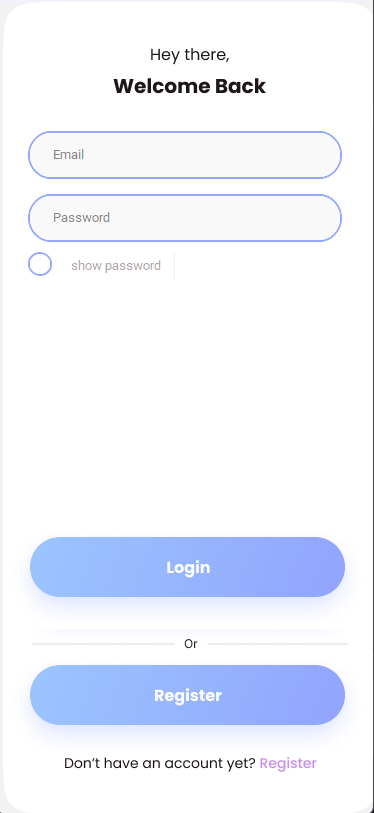 Hey there,
Welcome Back
Email
Password
show password
Login
Or
Register
Don’t have an account yet? Register